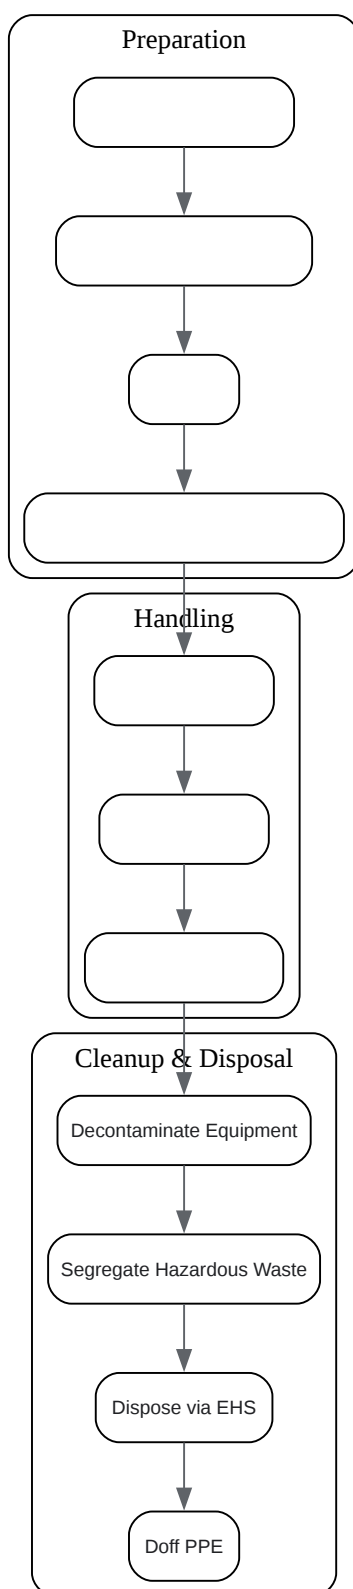 Preparation
Handling
Cleanup & Disposal
Decontaminate Equipment
Segregate Hazardous Waste
Dispose via EHS
Doff PPE